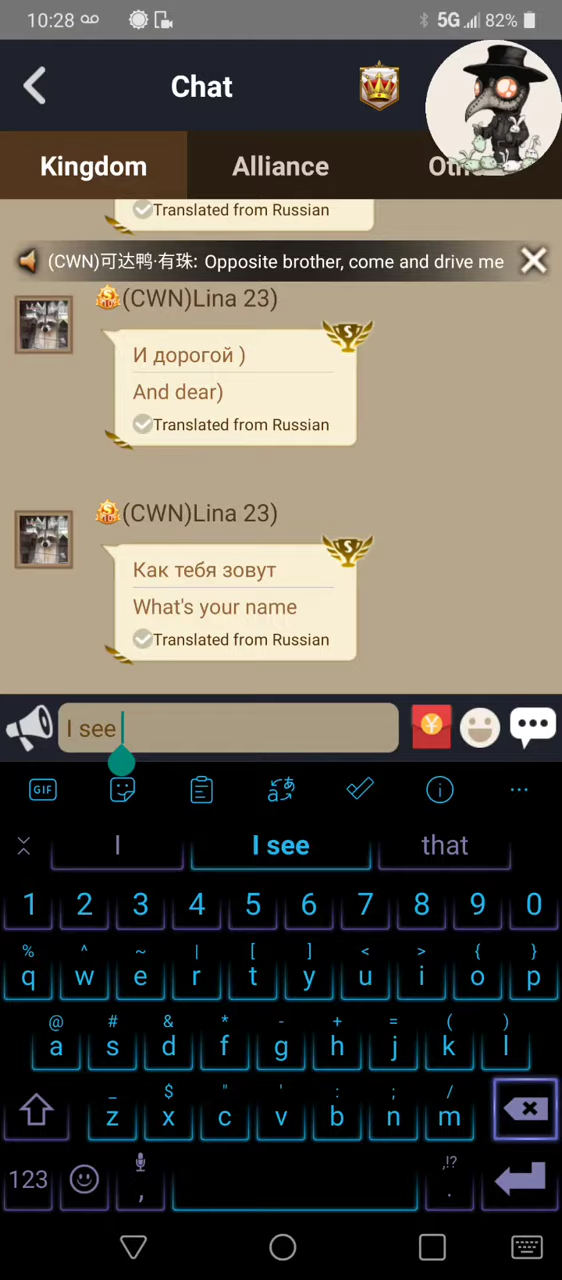 10:28
5G
82%
Chat
Kingdom
Alliance
Translated from Russian
(CWN)可达鸭·有珠: Opposite brother, come and drive me
(CWN)Lina 23)
S
И дорогой )
And dear)
Translated from Russian
(CWN)Lina 23)
S
Как тебя зовут
What's your name
Translated from Russian
I see
GIF
I
I see
that
1 2 3 4 5 6 7 8 9 0
% ^ ~ | [ ] < > { }
q w e r t y u i o p
@ # & * - + = ( )
a s d f g h j k l
_ $ " ' : ; /
z x c v b n m
,!?
123 , .